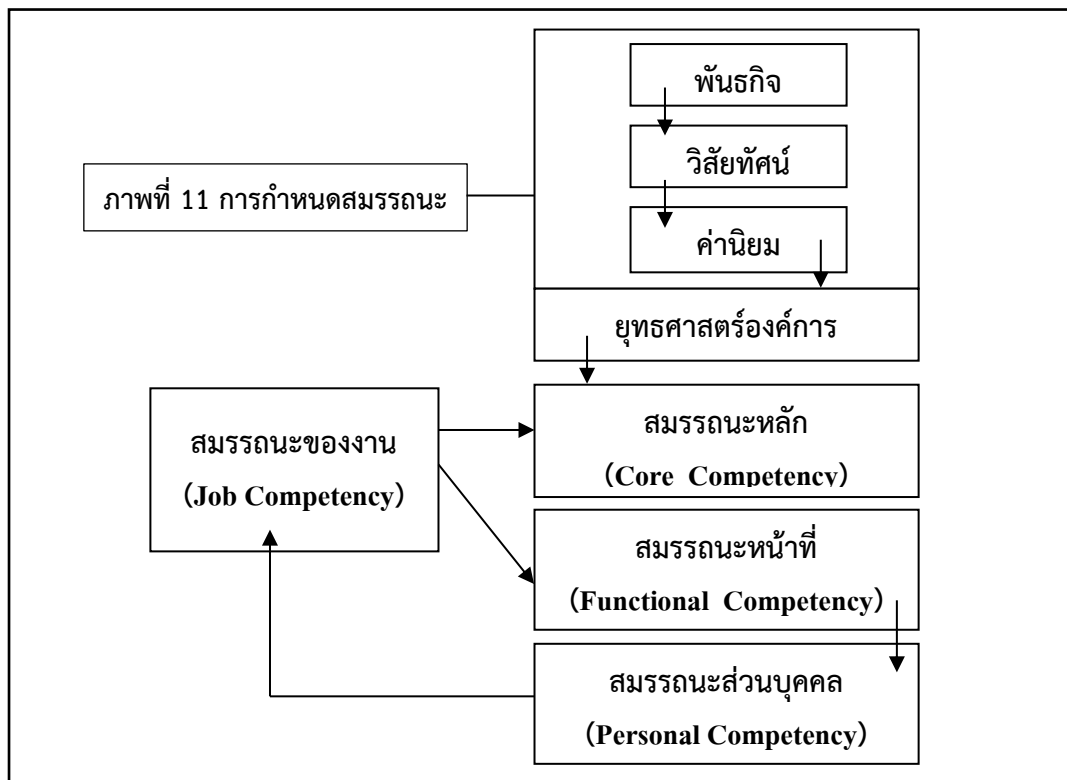 พันธกิจ
วิสัยทัศน์
ภาพที่ 11 การกำหนดสมรรถนะ
ค่านิยม
ยุทธศาสตร์องค์การ
สมรรถนะของงาน
(Job Competency)
สมรรถนะหลัก
(Core Competency)
สมรรถนะหน้าที่
(Functional Competency)
สมรรถนะส่วนบุคคล
(Personal Competency)